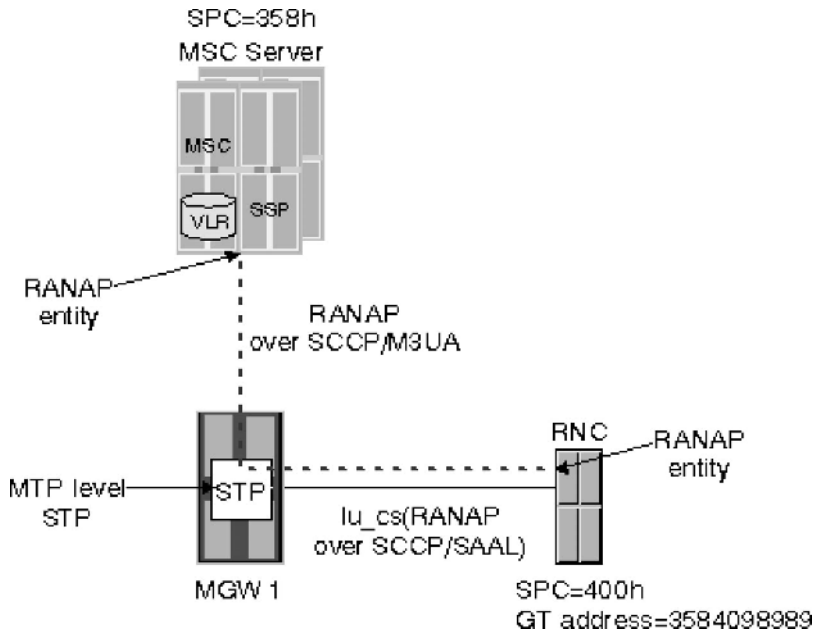 SPC=358h
MSC Server
MSC
VLR
SSP
RANAP
entity
RANAP
over SCCP/M3UA
RNC
RANAP
entity
MTP level
STP
STP
Iu_cs(RANAP
over SCCP/SAAL)
MGW 1
SPC=400h
GT address=3584098989